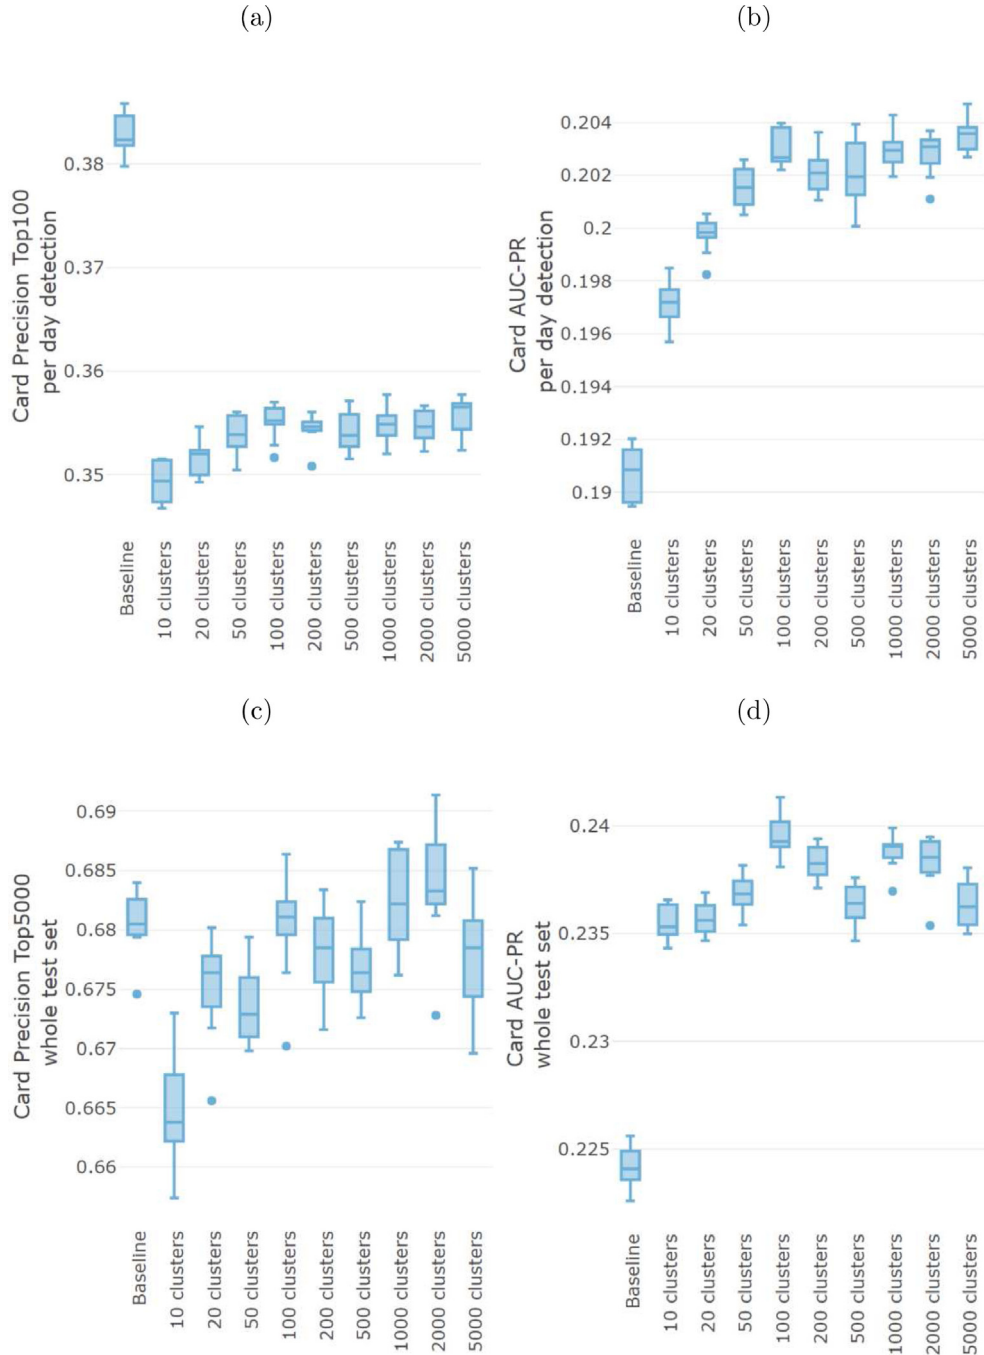 (a)
Card Precision Top100
per day detection
0.38
0.37
0.36
0.35
Baseline
10 clusters
20 clusters
50 clusters
100 clusters
200 clusters
500 clusters
1000 clusters
2000 clusters
5000 clusters
(b)
Card AUC-PR
per day detection
0.204
0.202
0.2
0.198
0.196
0.194
0.192
0.19
Baseline
10 clusters
20 clusters
50 clusters
100 clusters
200 clusters
500 clusters
1000 clusters
2000 clusters
5000 clusters
(c)
Card Precision Top5000
whole test set
0.69
0.685
0.68
0.675
0.67
0.665
0.66
Baseline
10 clusters
20 clusters
50 clusters
100 clusters
200 clusters
500 clusters
1000 clusters
2000 clusters
5000 clusters
(d)
Card AUC-PR
whole test set
0.24
0.235
0.23
0.225
Baseline
10 clusters
20 clusters
50 clusters
100 clusters
200 clusters
500 clusters
1000 clusters
2000 clusters
5000 clusters